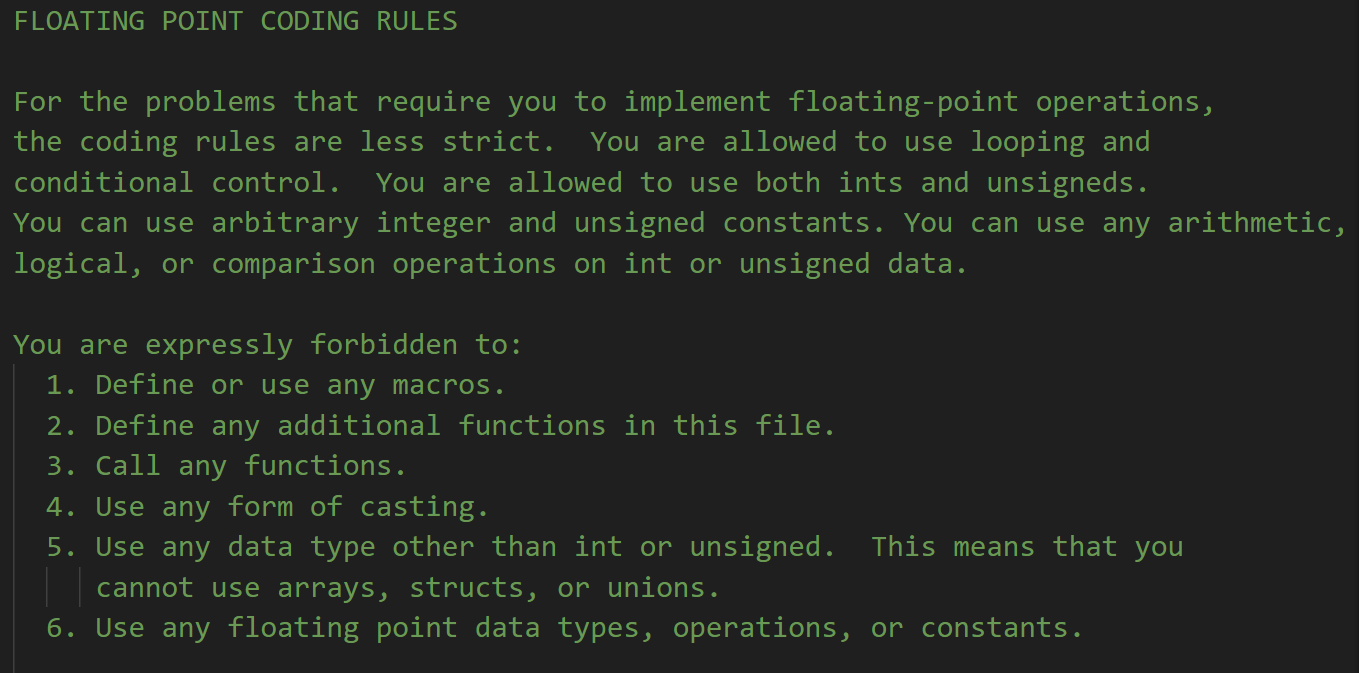 FLOATING POINT CODING RULES
For the problems that require you to implement floating-point operations,
the coding rules are less strict.  You are allowed to use looping and
conditional control.  You are allowed to use both ints and unsigneds.
You can use arbitrary integer and unsigned constants. You can use any arithmetic,
logical, or comparison operations on int or unsigned data.
You are expressly forbidden to:
1. Define or use any macros.
2. Define any additional functions in this file.
3. Call any functions.
4. Use any form of casting.
5. Use any data type other than int or unsigned.  This means that you
cannot use arrays, structs, or unions.
6. Use any floating point data types, operations, or constants.